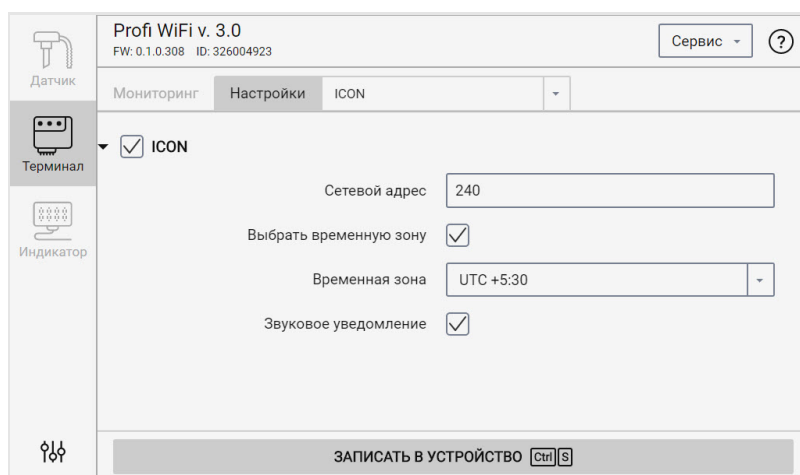 Profi WiFi v. 3.0
FW: 0.1.0.308 ID: 326004923
Сервис
?
Датчик
Мониторинг Настройки ICON
Терминал
ICON
Сетевой адрес 240
Выбрать временную зону
Индикатор
Временная зона UTC +5:30
Звуковое уведомление
ЗАПИСАТЬ В УСТРОЙСТВО Ctrl S